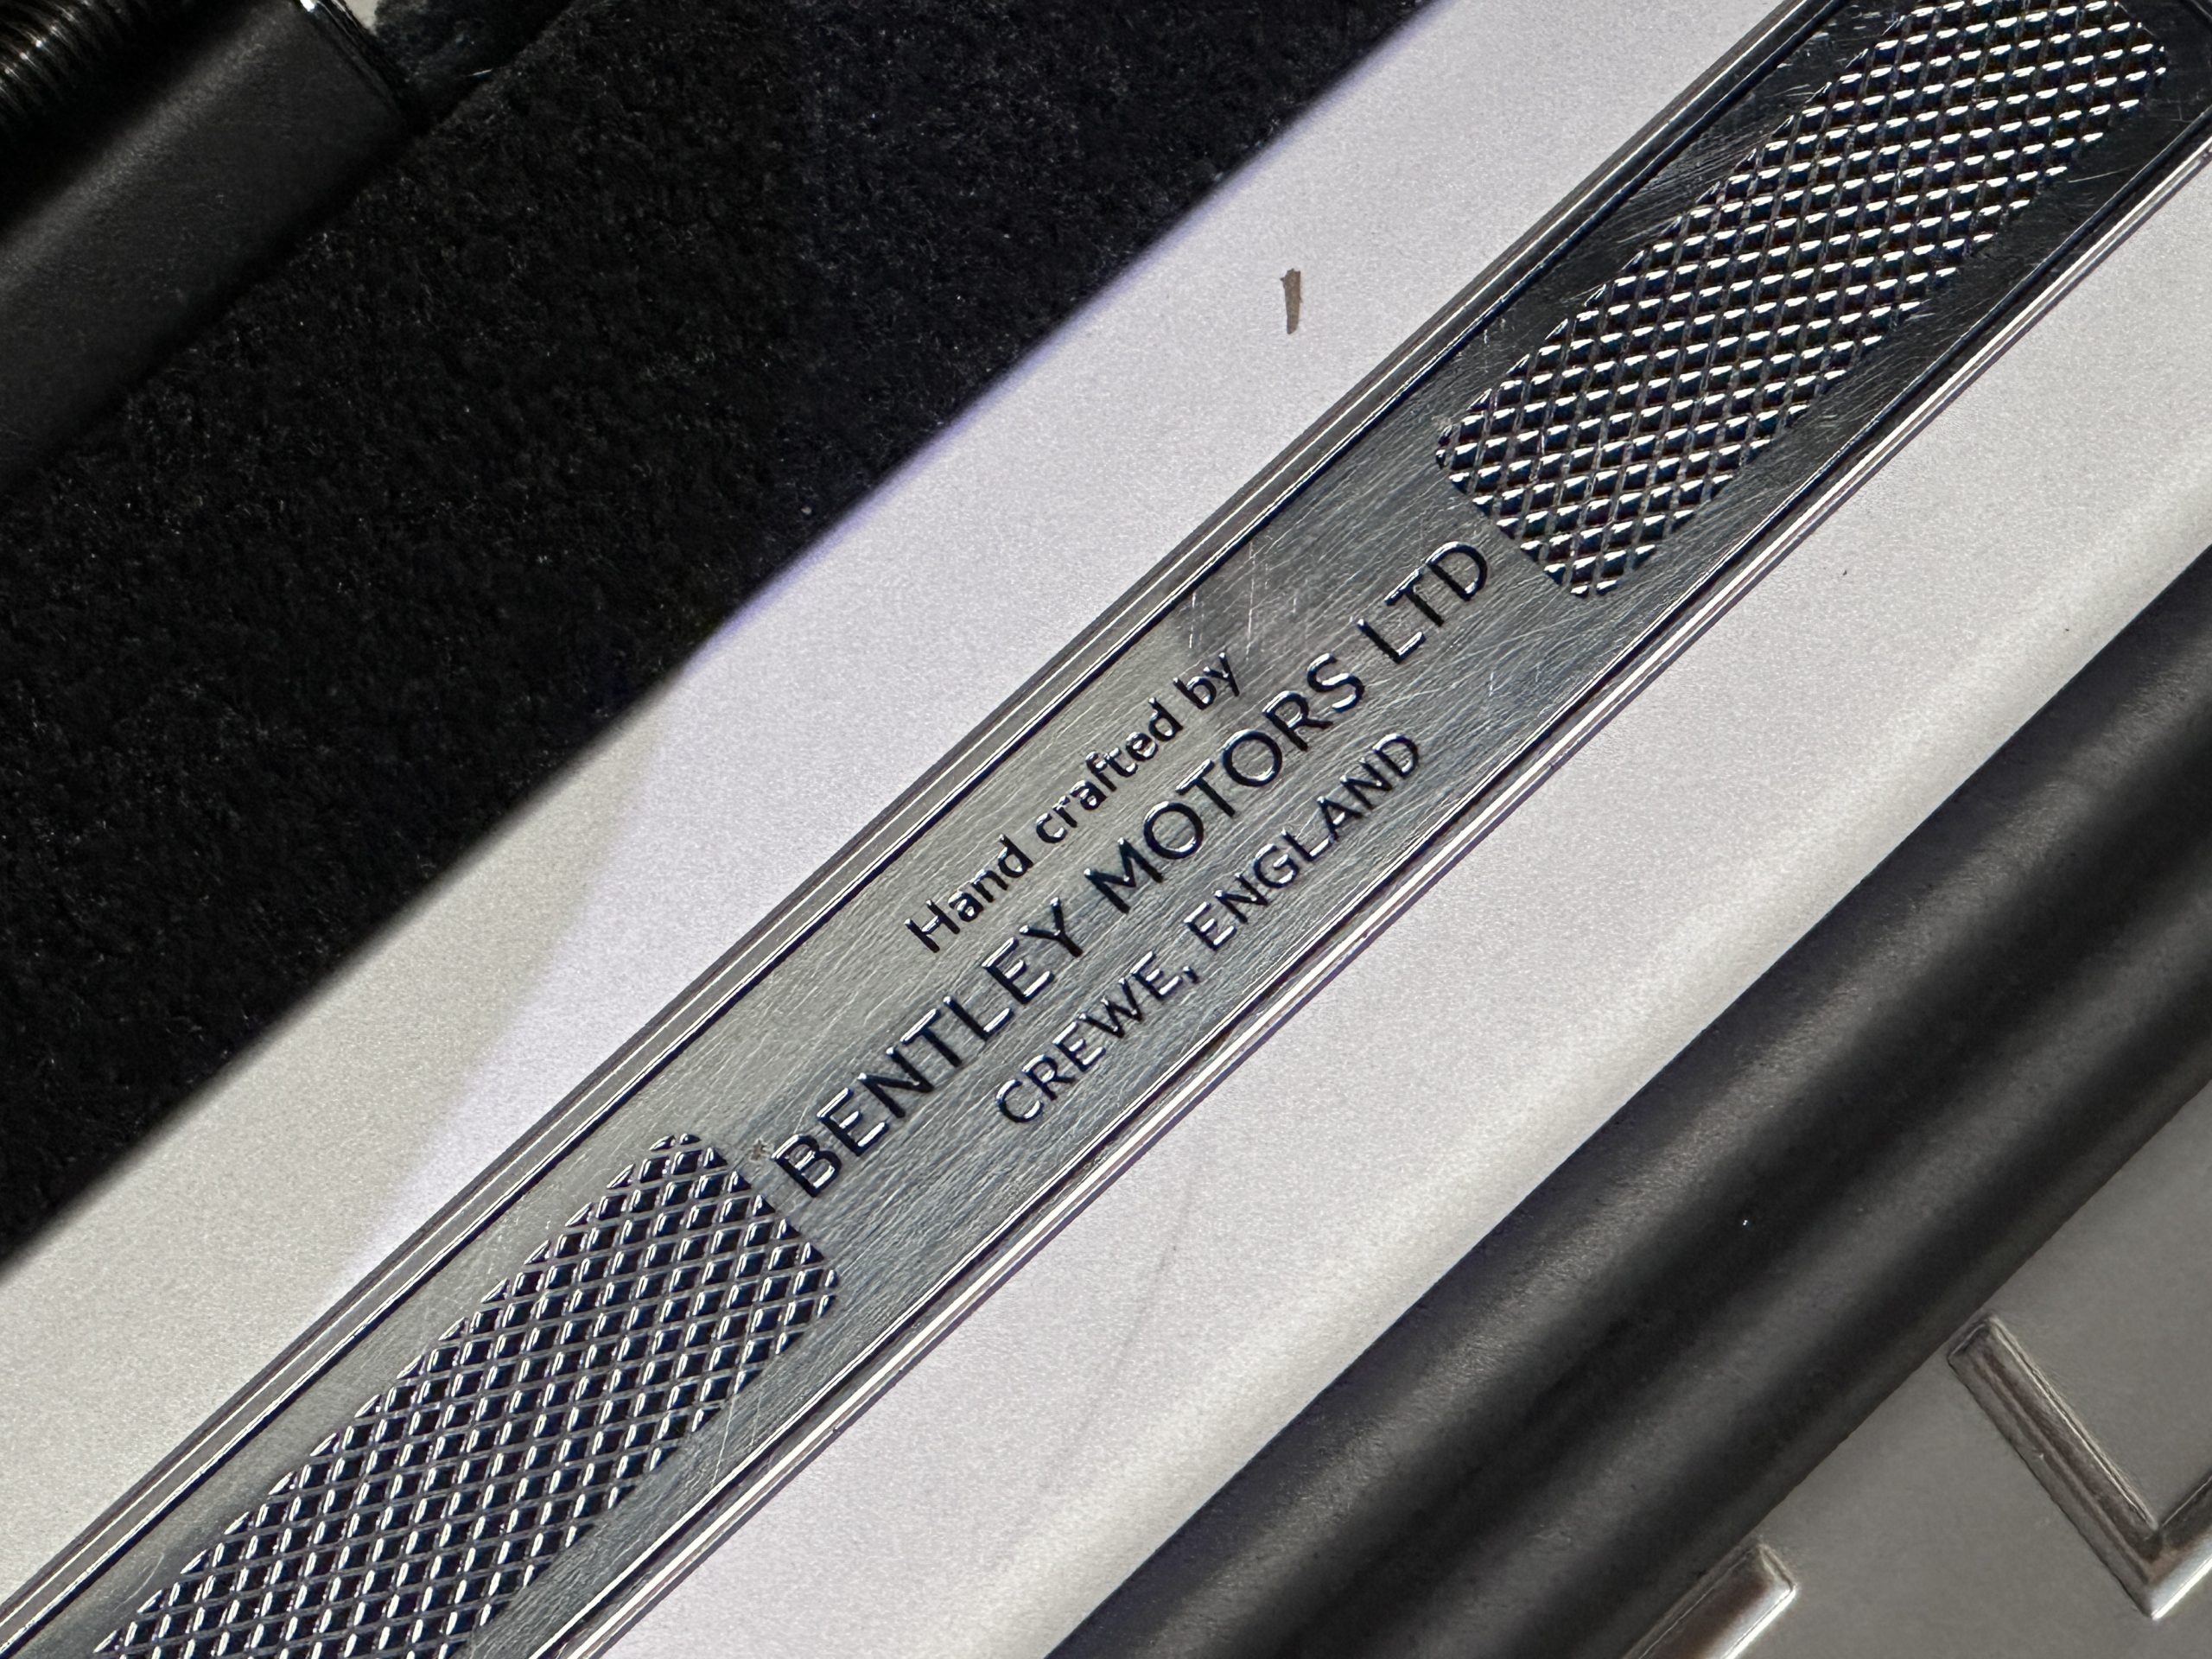 Hand crafted by
BENTLEY MOTORS LTD
CREWE, ENGLAND